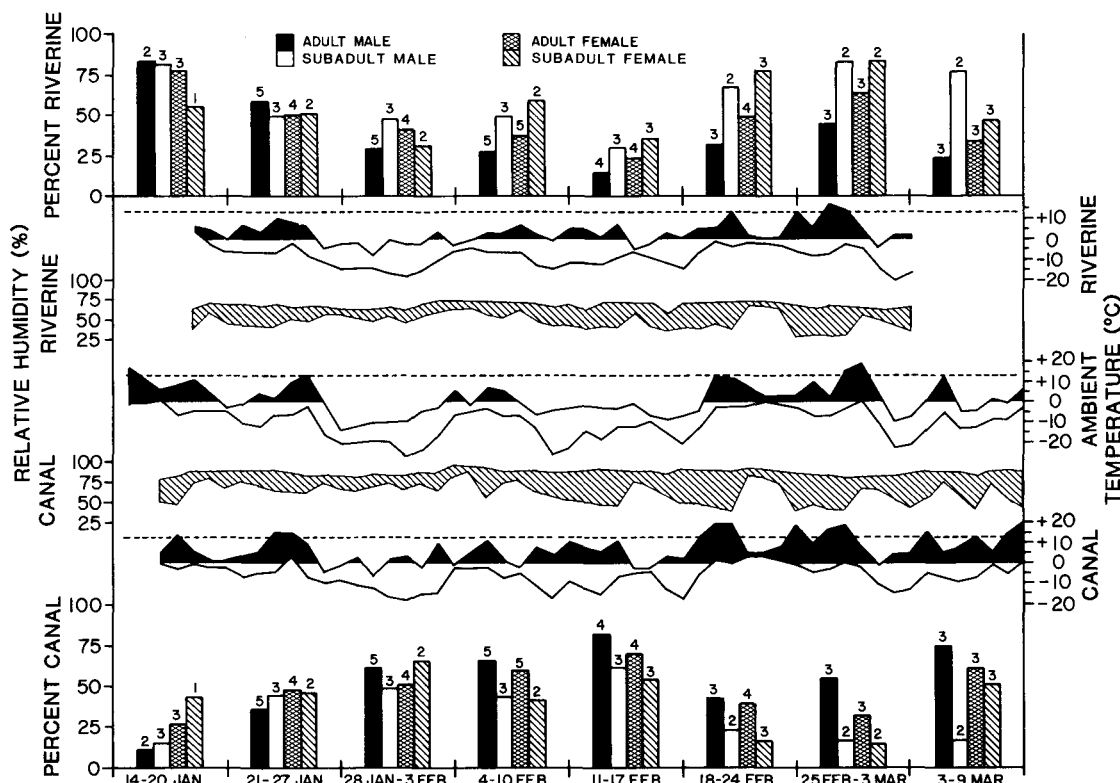 ADULT MALE
SUBADULT MALE
ADULT FEMALE
SUBADULT FEMALE
PERCENT RIVERINE
100
75
50
25
0
2 3 3 1
5 3 4 2
5 3 4 2
5 3 5 2
4 3 4 3
3 2 4 3
3 2 3 2
3 2 3 3
RELATIVE HUMIDITY (%)
RIVERINE
100
75
50
25
CANAL
100
75
50
25
AMBIENT
TEMPERATURE (°C)
RIVERINE
+10
0
-10
-20
+20
+10
0
-10
-20
CANAL
+20
+10
0
-10
-20
PERCENT CANAL
100
75
50
25
0
2 3 3 1
5 3 4 2
5 3 4 2
5 3 5 2
4 3 4 3
3 2 4 3
3 2 3 2
3 2 3 3
14-20 JAN
21-27 JAN
28 JAN-3 FEB
4-10 FEB
11-17 FEB
18-24 FEB
25 FEB-3 MAR
3-9 MAR